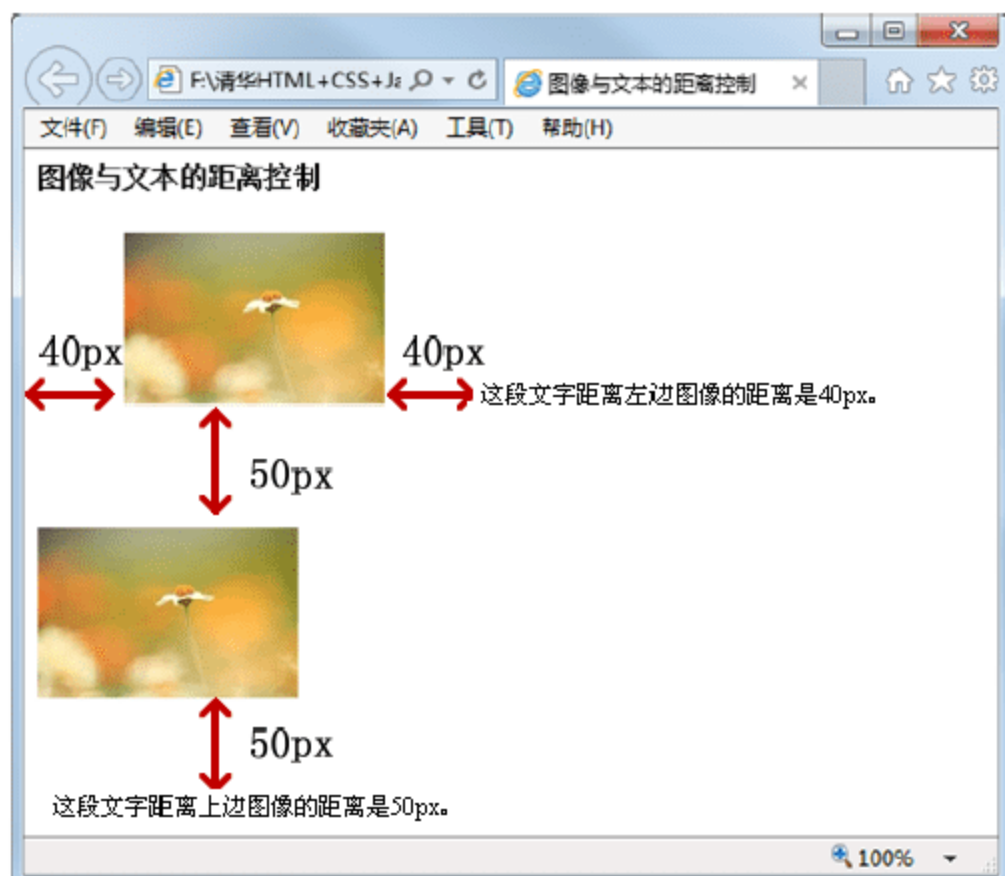 F:\清华HTML+CSS+Ja
图像与文本的距离控制
文件(F) 编辑(E) 查看(V) 收藏夹(A) 工具(T) 帮助(H)
图像与文本的距离控制
40px
40px
这段文字距离左边图像的距离是40px。
50px
50px
这段文字距离上边图像的距离是50px。
100%